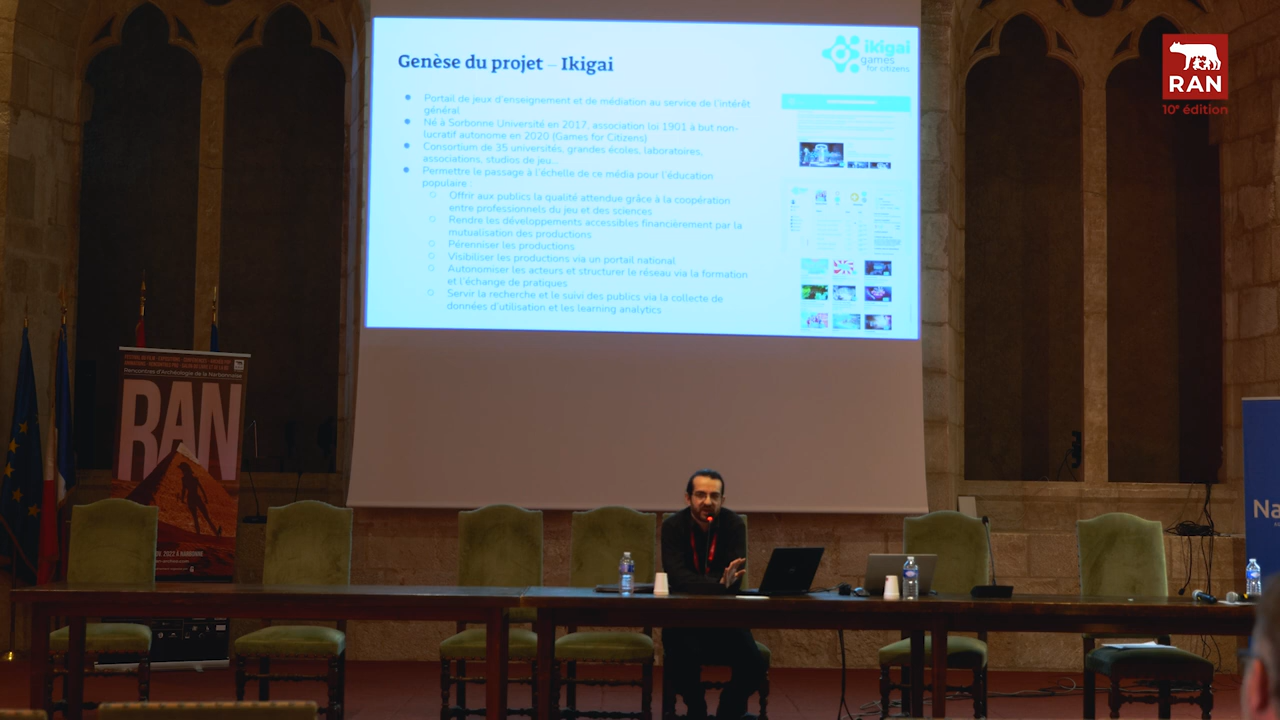 Genèse du projet – Ikigai
ikigai
games
for citizens
Portail de jeux d'enseignement et de médiation au service de l'intérêt
général
Né à Sorbonne Université en 2017, association loi 1901 à but non-
lucratif autonome en 2020 (Games for Citizens)
Consortium de 35 universités, grandes écoles, laboratoires,
associations, studios de jeu...
Permettre le passage à l'échelle de ce média pour l'éducation
populaire :
Offrir aux publics la qualité attendue grâce à la coopération
entre professionnels du jeu et des sciences
Rendre les développements accessibles financièrement par la
mutualisation des productions
Pérenniser les productions
Visibiliser les productions via un portail national
Autonomiser les acteurs et structurer le réseau via la formation
et l'échange de pratiques
Servir la recherche et le suivi des publics via la collecte de
données d'utilisation et les learning analytics
RAN
10e édition
Rencontres d'Archéologie de la Narbonnaise
RAN
2022 À NARBONNE
Na